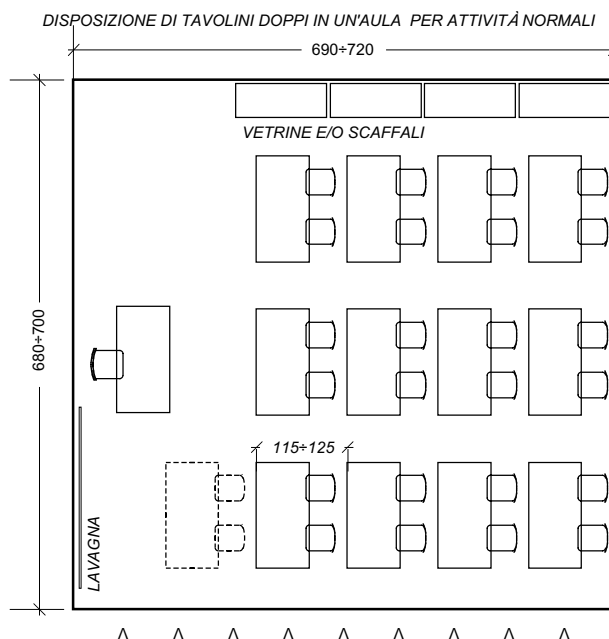 DISPOSIZIONE DI TAVOLINI DOPPI IN UN'AULA PER ATTIVITÀ NORMALI
690÷720
VETRINE E/O SCAFFALI
680÷700
115÷125
LAVAGNA